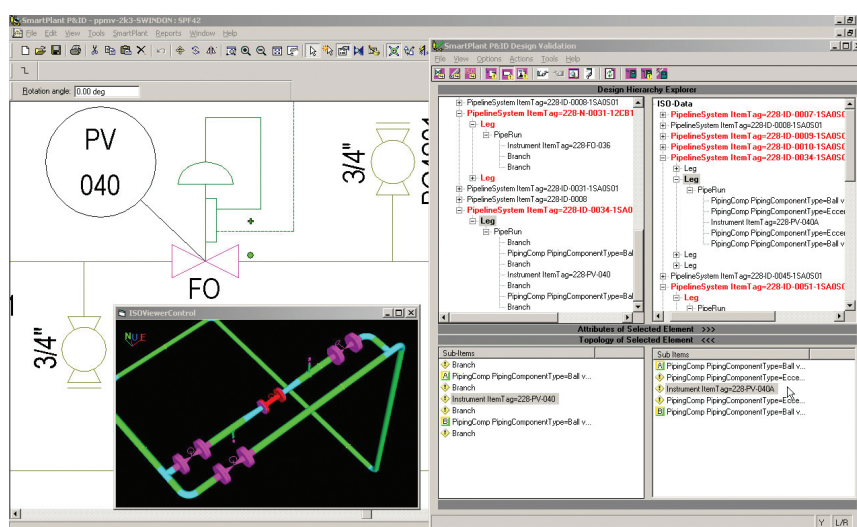 SmartPlant P&ID - ppmv-2k3-SWINDON : SPF42
File Edit View Tools SmartPlant Reports Window Help
Rotation angle: 0.00 deg
PV
040
3/4"
FO
3/4"
ISOViewerControl
N U E
SmartPlant P&ID Design Validation
File View Options Actions Tools Help
Design Hierarchy Explorer
PipelineSystem ItemTag=228-ID-0008-1SA0S01
PipelineSystem ItemTag=228-N-0031-12CB1
Leg
PipeRun
Instrument ItemTag=228-FO-036
Branch
Branch
Leg
PipelineSystem ItemTag=228-ID-0031-1SA0S01
PipelineSystem ItemTag=228-ID-0008
PipelineSystem ItemTag=228-ID-0034-1SA0
Leg
PipeRun
Branch
PipingComp PipingComponentType=Bal
Branch
Instrument ItemTag=228-PV-040
Branch
PipingComp PipingComponentType=Bal
Branch
ISO-Data
PipelineSystem ItemTag=228-ID-0007-1SA0S0
PipelineSystem ItemTag=228-ID-0008-1SA0S01
PipelineSystem ItemTag=228-ID-0009-1SA0S0
PipelineSystem ItemTag=228-ID-0010-1SA0S0
PipelineSystem ItemTag=228-ID-0034-1SA0S0
Leg
Leg
PipeRun
PipingComp PipingComponentType=Ball v
PipingComp PipingComponentType=Eccer
Instrument ItemTag=228-PV-040A
PipingComp PipingComponentType=Eccer
PipingComp PipingComponentType=Ball v
Leg
Leg
PipelineSystem ItemTag=228-ID-0045-1SA0S01
PipelineSystem ItemTag=228-ID-0051-1SA0S0
Leg
PipeRun
Attributes of Selected Element >>>
Topology of Selected Element <<<
Sub-Items
Branch
A PipingComp PipingComponentType=Ball v...
Branch
Instrument ItemTag=228-PV-040
Branch
B PipingComp PipingComponentType=Ball v...
Branch
Sub Items
A PipingComp PipingComponentType=Ball v...
PipingComp PipingComponentType=Ecce...
Instrument ItemTag=228-PV-040A
PipingComp PipingComponentType=Ecce...
B PipingComp PipingComponentType=Ball v...
Y L/R